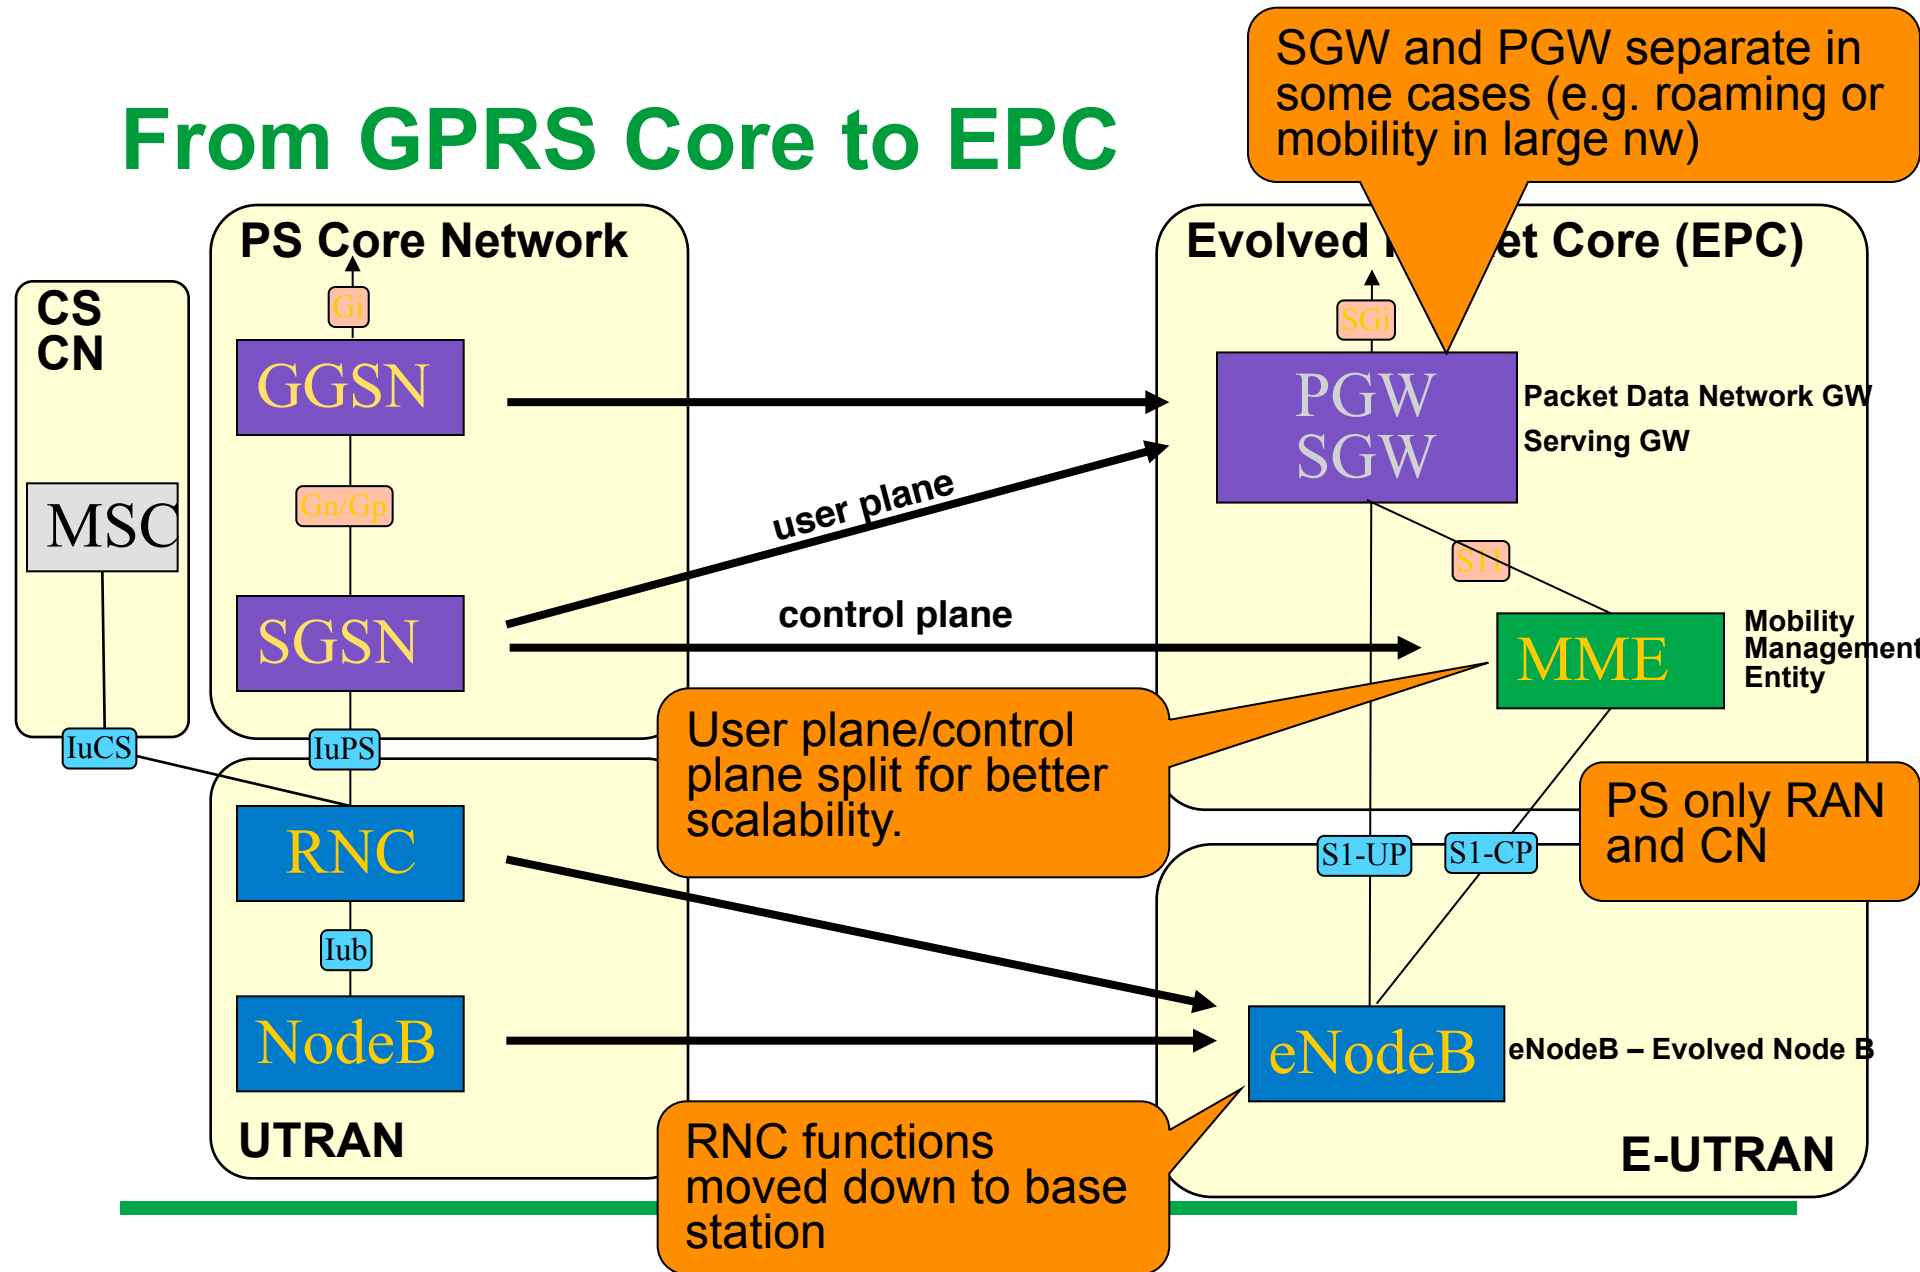 SGW and PGW separate in
some cases (e.g. roaming or
mobility in large nw)
From GPRS Core to EPC
PS Core Network
Evolved
et Core (EPC)
CS
CN
Gi
SGi
GGSN
PGW
SGW
Packet Data Network GW
Serving GW
MSC
Gn/Gp
user plane
S11
SGSN
control plane
MME
Mobility
Management
Entity
IuCS
IuPS
User plane/control
plane split for better
scalability.
PS only RAN
and CN
RNC
S1-UP
S1-CP
Iub
NodeB
eNodeB
eNodeB – Evolved Node B
UTRAN
RNC functions
moved down to base
station
E-UTRAN